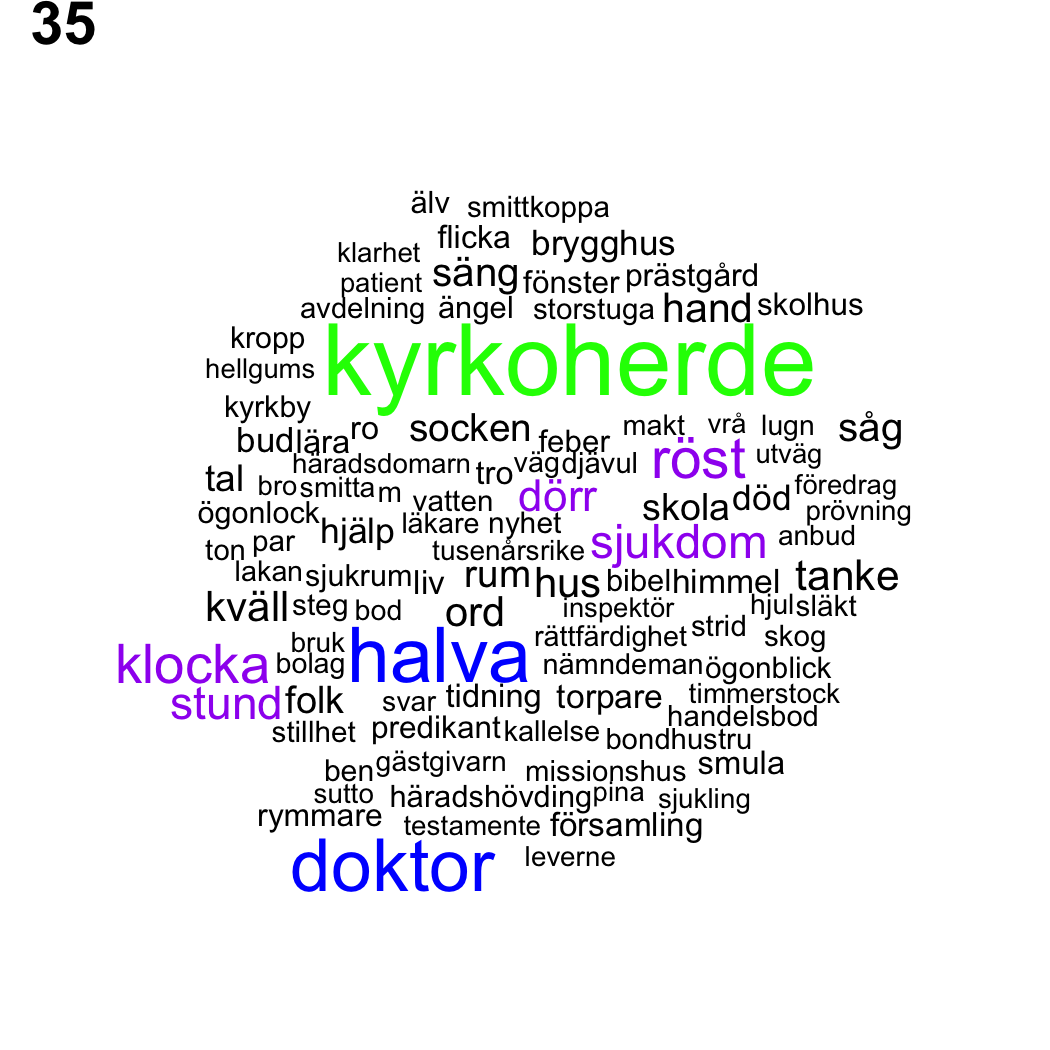 35
älv smittkoppa
klarhet flicka brygghus
patient säng fönster prästgård
avdelning ängel storstuga hand skolhus
kropp kyrkoherde
hellgums
kyrkby
bud lära ro socken feber makt vrå lugn såg
häradsdomarn tro väg djävul röst utväg
tal bro smitta m vatten dörr skola död föredrag
ögonlock hjälp läkare nyhet prövning
ton par tusenårsrike sjukdom anbud
lakan sjukrum liv rum hus bibel himmel tanke
kväll steg bod ord inspektör hjul släkt
bruk halva rättfärdighet strid skog
klocka bolag nämndeman ögonblick
stund folk svar tidning torpare timmerstock
stillhet predikant kallelse bondhustru handelsbod
ben gästgivarn missionshus smula
sutto häradshövding pina sjukling
rymmare testamente församling
doktor leverne